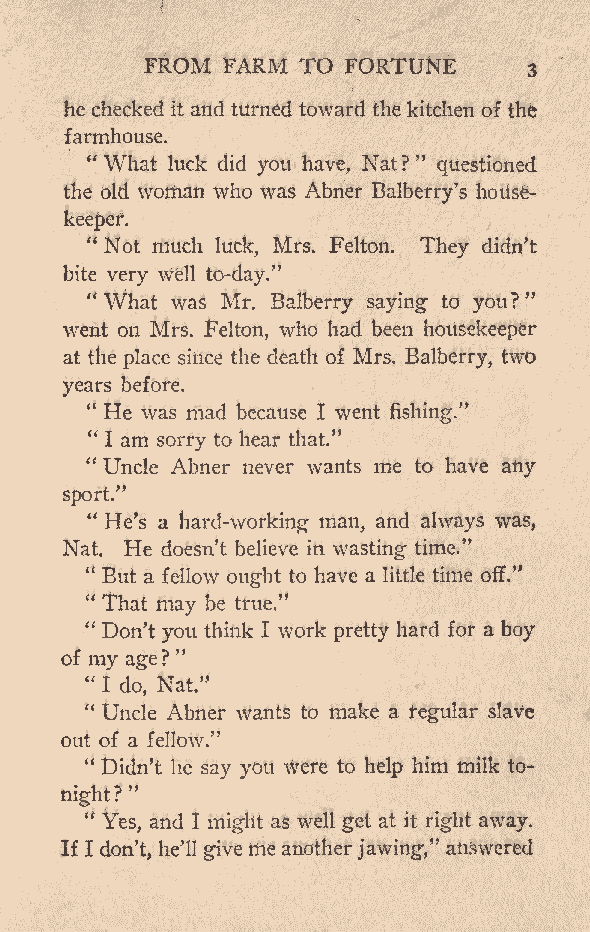 FROM FARM TO FORTUNE 3
he checked it and turned toward the kitchen of the
farmhouse.
“What luck did you have, Nat?” questioned
the old woman who was Abner Balberry’s house-
keeper.
“Not much luck, Mrs. Felton. They didn’t
bite very well to-day.”
“What was Mr. Balberry saying to you?”
went on Mrs. Felton, who had been housekeeper
at the place since the death of Mrs. Balberry, two
years before.
“He was mad because I went fishing.”
“I am sorry to hear that.”
“Uncle Abner never wants me to have any
sport.”
“He’s a hard-working man, and always was,
Nat. He doesn’t believe in wasting time.”
“But a fellow ought to have a little time off.”
“That may be true.”
“Don’t you think I work pretty hard for a boy
of my age?”
“I do, Nat.”
“Uncle Abner wants to make a regular slave
out of a fellow.”
“Didn’t he say you were to help him milk to-
night?”
“Yes, and I might as well get at it right away.
If I don’t, he’ll give me another jawing,” answered